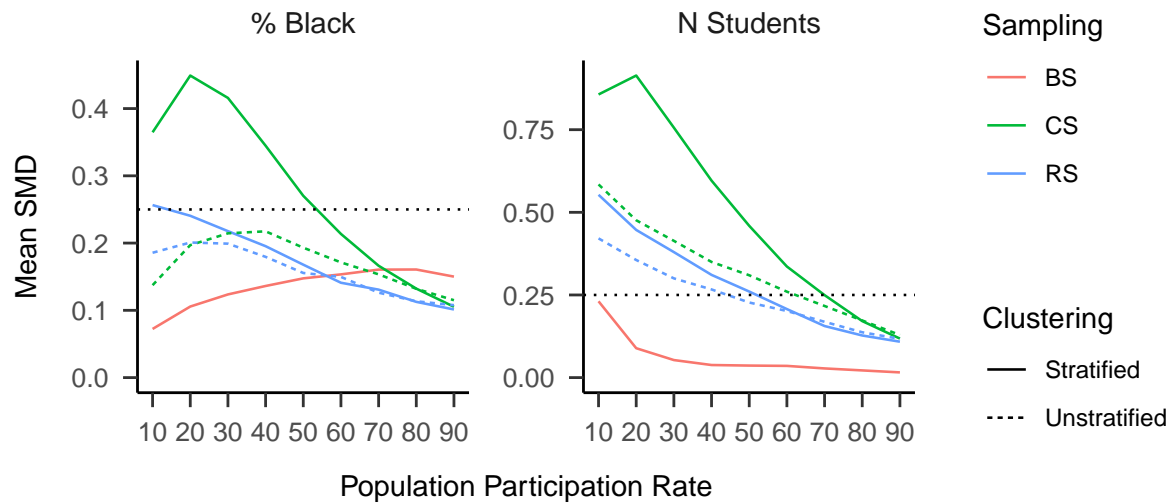 % Black
N Students
Mean SMD
0.4
0.3
0.2
0.1
0.0
10 20 30 40 50 60 70 80 90
0.75
0.50
0.25
0.00
10 20 30 40 50 60 70 80 90
Population Participation Rate
Sampling
BS
CS
RS
Clustering
Stratified
Unstratified